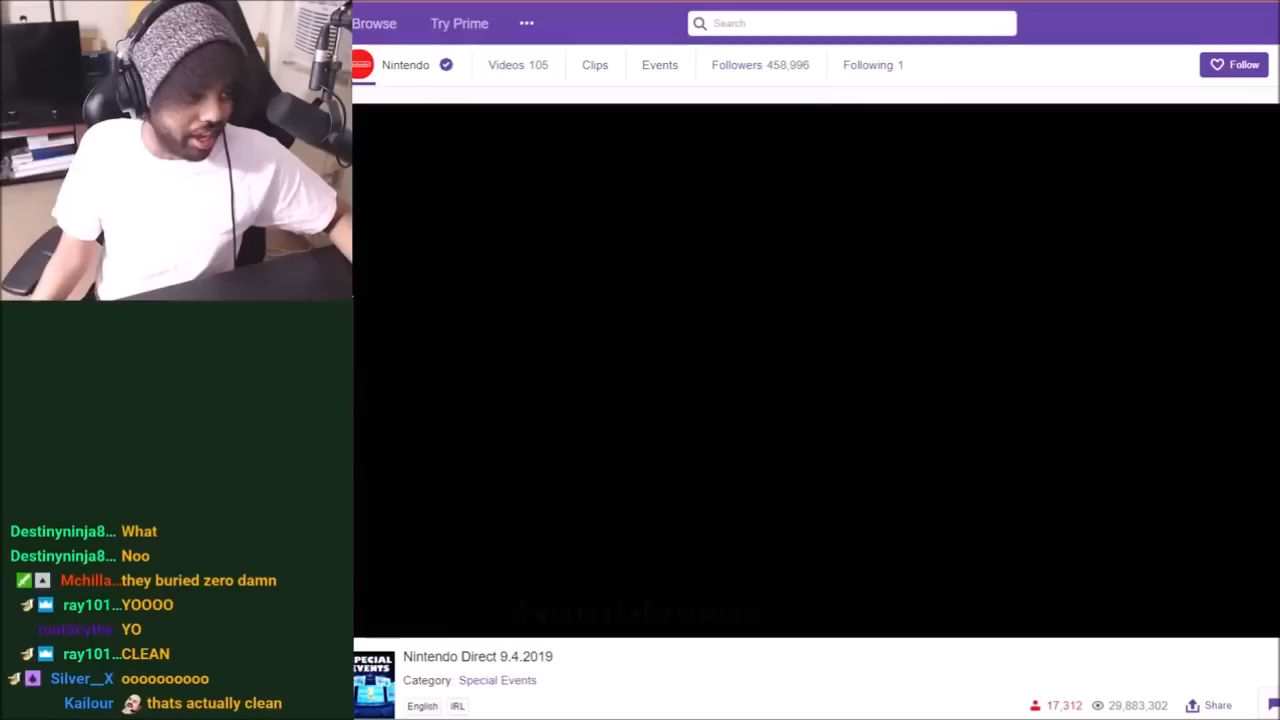 Browse Try Prime ••• Search
Nintendo Videos 105 Clips Events Followers 458,996 Following 1 Follow
Destinyninja8... What
Destinyninja8... Noo
Mchilla...they buried zero damn
ray101...YOOOO
rootScythe YO
ray101...CLEAN
Silver__X oooooooooo
Kailour thats actually clean
SPECIAL EVENTS
Nintendo Direct 9.4.2019
Category Special Events
English IRL 17,312 29,883,302 Share